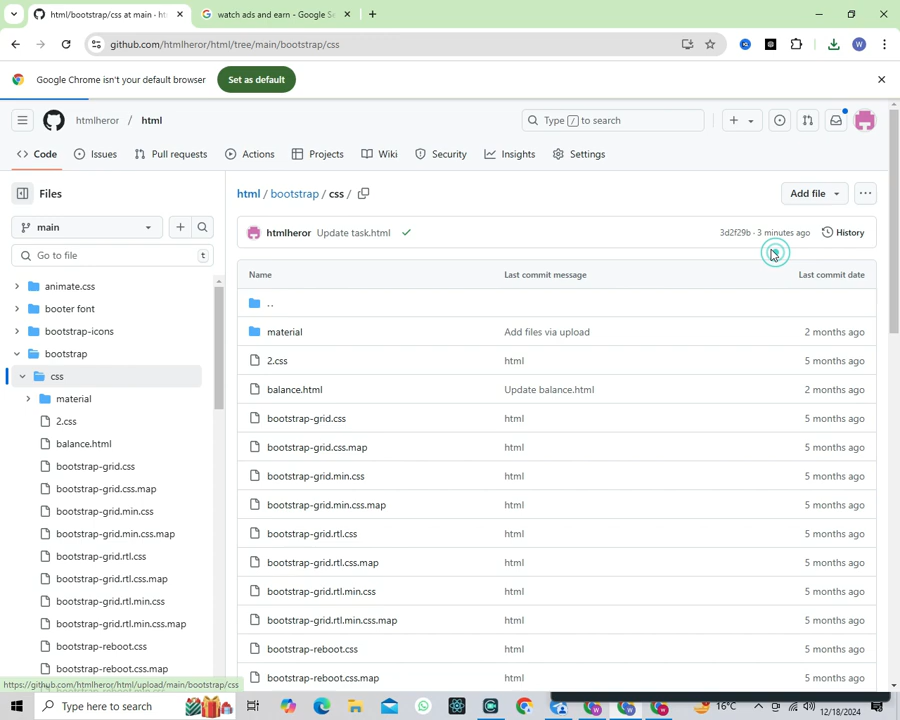 html/bootstrap/css at main · ht
watch ads and earn - Google Se
github.com/htmlheror/html/tree/main/bootstrap/css
W
Google Chrome isn't your default browser
Set as default
htmlheror / html
Type / to search
Code
Issues
Pull requests
Actions
Projects
Wiki
Security
Insights
Settings
Files
html / bootstrap / css /
Add file
main
htmlheror Update task.html
3d2f29b · 3 minutes ago
History
Go to file
t
Name
Last commit message
Last commit date
animate.css
..
booter font
bootstrap-icons
material
Add files via upload
2 months ago
bootstrap
2.css
html
5 months ago
css
balance.html
Update balance.html
2 months ago
material
bootstrap-grid.css
html
5 months ago
2.css
balance.html
bootstrap-grid.css.map
html
5 months ago
bootstrap-grid.css
bootstrap-grid.min.css
html
5 months ago
bootstrap-grid.css.map
bootstrap-grid.min.css.map
html
5 months ago
bootstrap-grid.min.css
bootstrap-grid.min.css.map
bootstrap-grid.rtl.css
html
5 months ago
bootstrap-grid.rtl.css
bootstrap-grid.rtl.css.map
html
5 months ago
bootstrap-grid.rtl.css.map
bootstrap-grid.rtl.min.css
html
5 months ago
bootstrap-grid.rtl.min.css
bootstrap-grid.rtl.min.css.map
html
5 months ago
bootstrap-grid.rtl.min.css.map
bootstrap-reboot.css
bootstrap-reboot.css
html
5 months ago
bootstrap-reboot.css.map
bootstrap-reboot.css.map
html
5 months ago
https://github.com/htmlheror/html/upload/main/bootstrap/css
Type here to search
16°C
12/18/2024